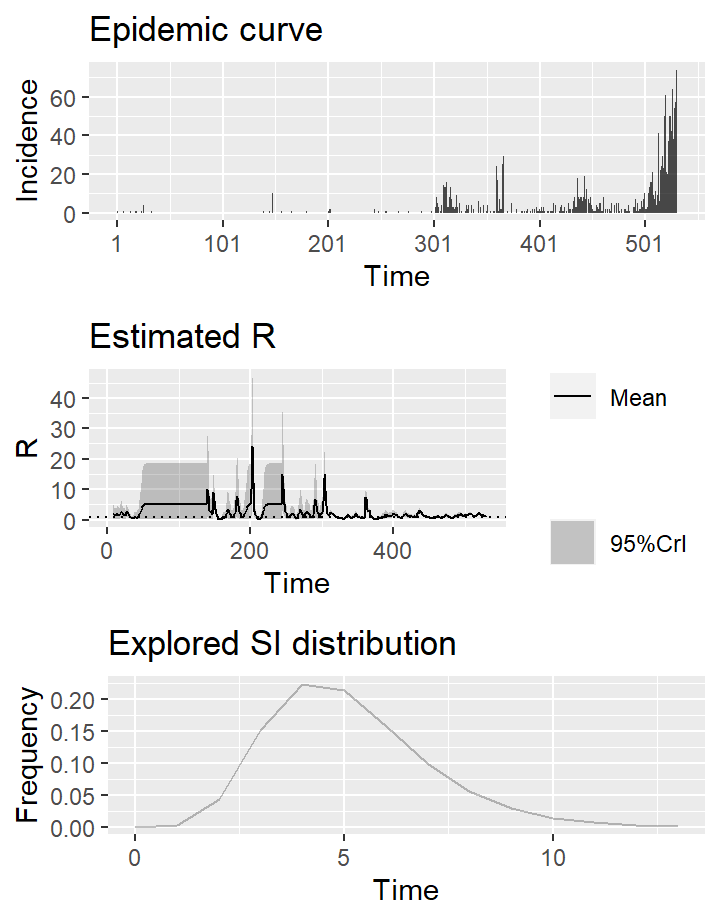 Epidemic curve
Incidence
60
40
20
0
1
101
201
301
401
501
Time
Estimated R
R
40
30
20
10
0
0
200
400
Time
Mean
95%CrI
Explored SI distribution
Frequency
0.20
0.15
0.10
0.05
0.00
0
5
10
Time